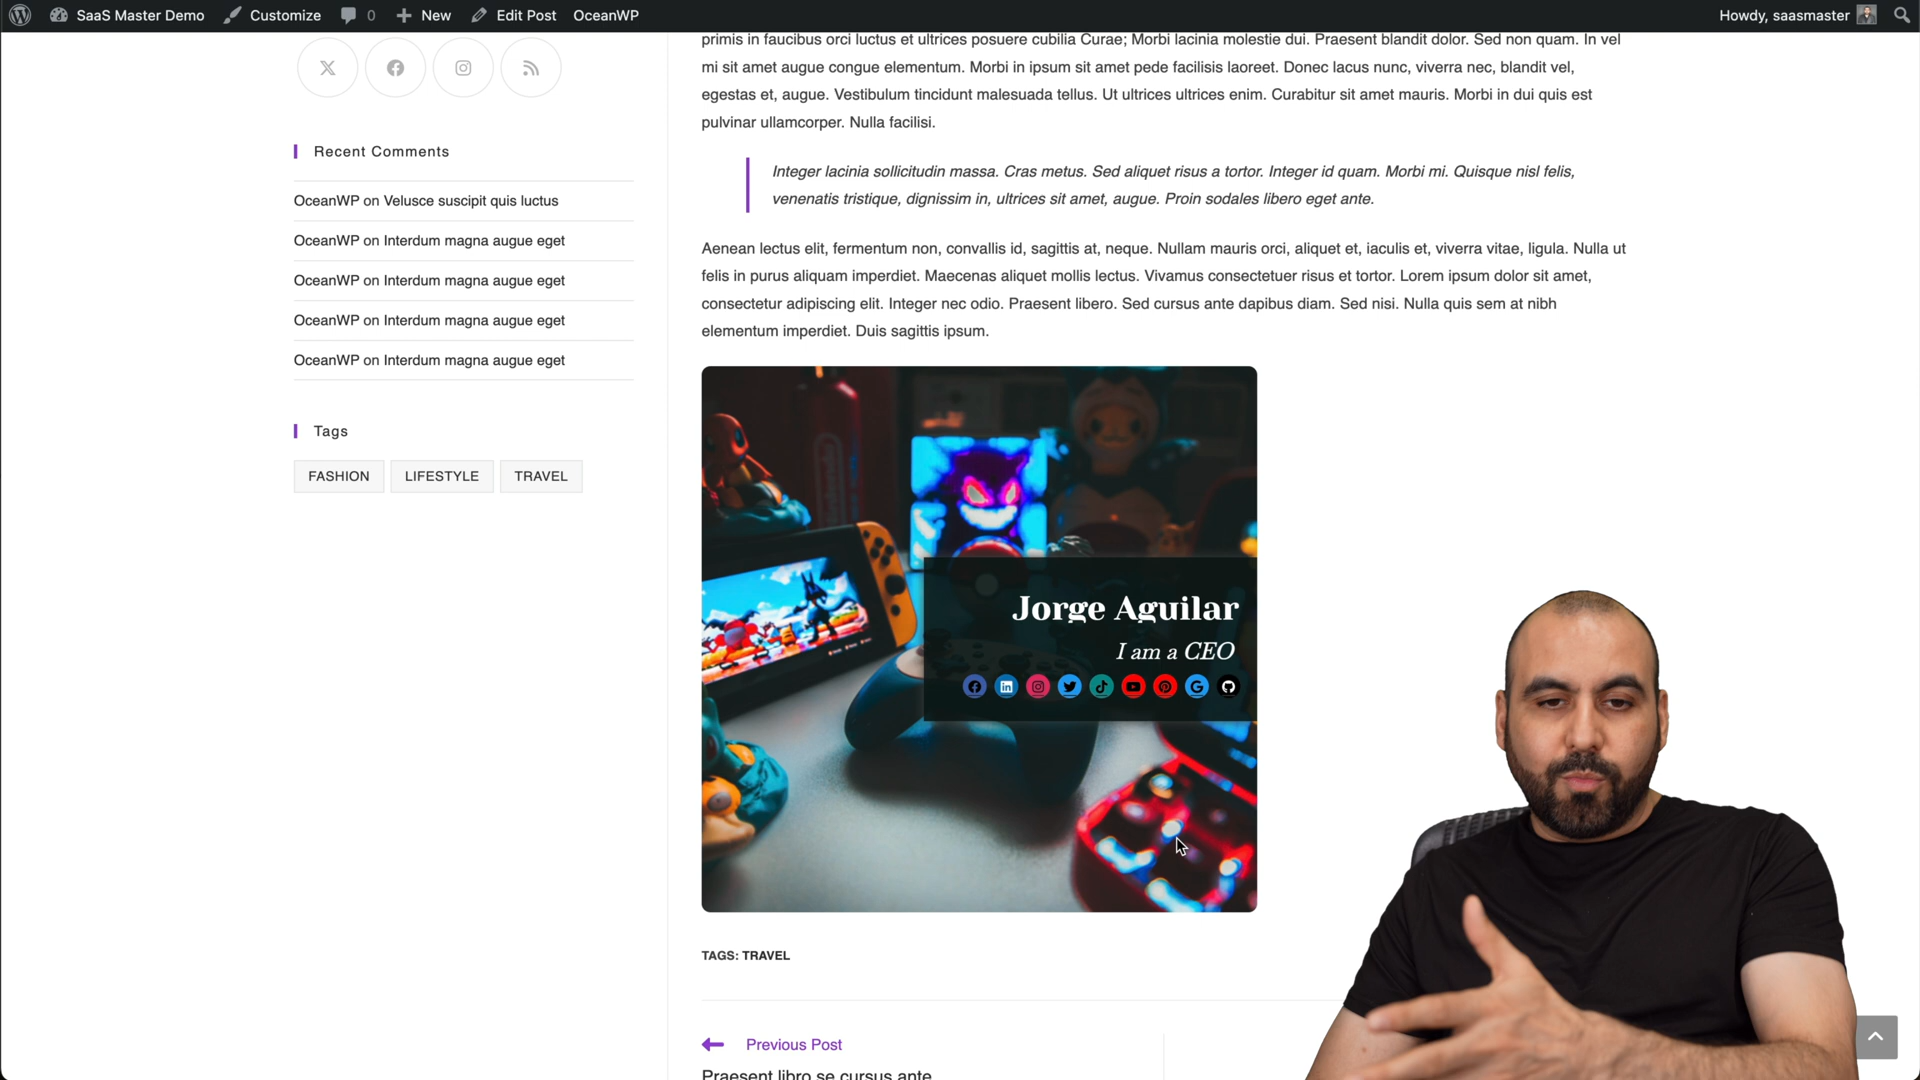 SaaS Master Demo
Customize
0
New
Edit Post
OceanWP
Howdy, saasmaster
Recent Comments
OceanWP on Velusce suscipit quis luctus
OceanWP on Interdum magna augue eget
OceanWP on Interdum magna augue eget
OceanWP on Interdum magna augue eget
OceanWP on Interdum magna augue eget
Tags
FASHION
LIFESTYLE
TRAVEL
primis in faucibus orci luctus et ultrices posuere cubilia Curae; Morbi lacinia molestie dui. Praesent blandit dolor. Sed non quam. In vel
mi sit amet augue congue elementum. Morbi in ipsum sit amet pede facilisis laoreet. Donec lacus nunc, viverra nec, blandit vel,
egestas et, augue. Vestibulum tincidunt malesuada tellus. Ut ultrices ultrices enim. Curabitur sit amet mauris. Morbi in dui quis est
pulvinar ullamcorper. Nulla facilisi.
Integer lacinia sollicitudin massa. Cras metus. Sed aliquet risus a tortor. Integer id quam. Morbi mi. Quisque nisl felis,
venenatis tristique, dignissim in, ultrices sit amet, augue. Proin sodales libero eget ante.
Aenean lectus elit, fermentum non, convallis id, sagittis at, neque. Nullam mauris orci, aliquet et, iaculis et, viverra vitae, ligula. Nulla ut
felis in purus aliquam imperdiet. Maecenas aliquet mollis lectus. Vivamus consectetuer risus et tortor. Lorem ipsum dolor sit amet,
consectetur adipiscing elit. Integer nec odio. Praesent libero. Sed cursus ante dapibus diam. Sed nisi. Nulla quis sem at nibh
elementum imperdiet. Duis sagittis ipsum.
Jorge Aguilar
I am a CEO
TAGS: TRAVEL
Previous Post
Praesent libro se cursus ante